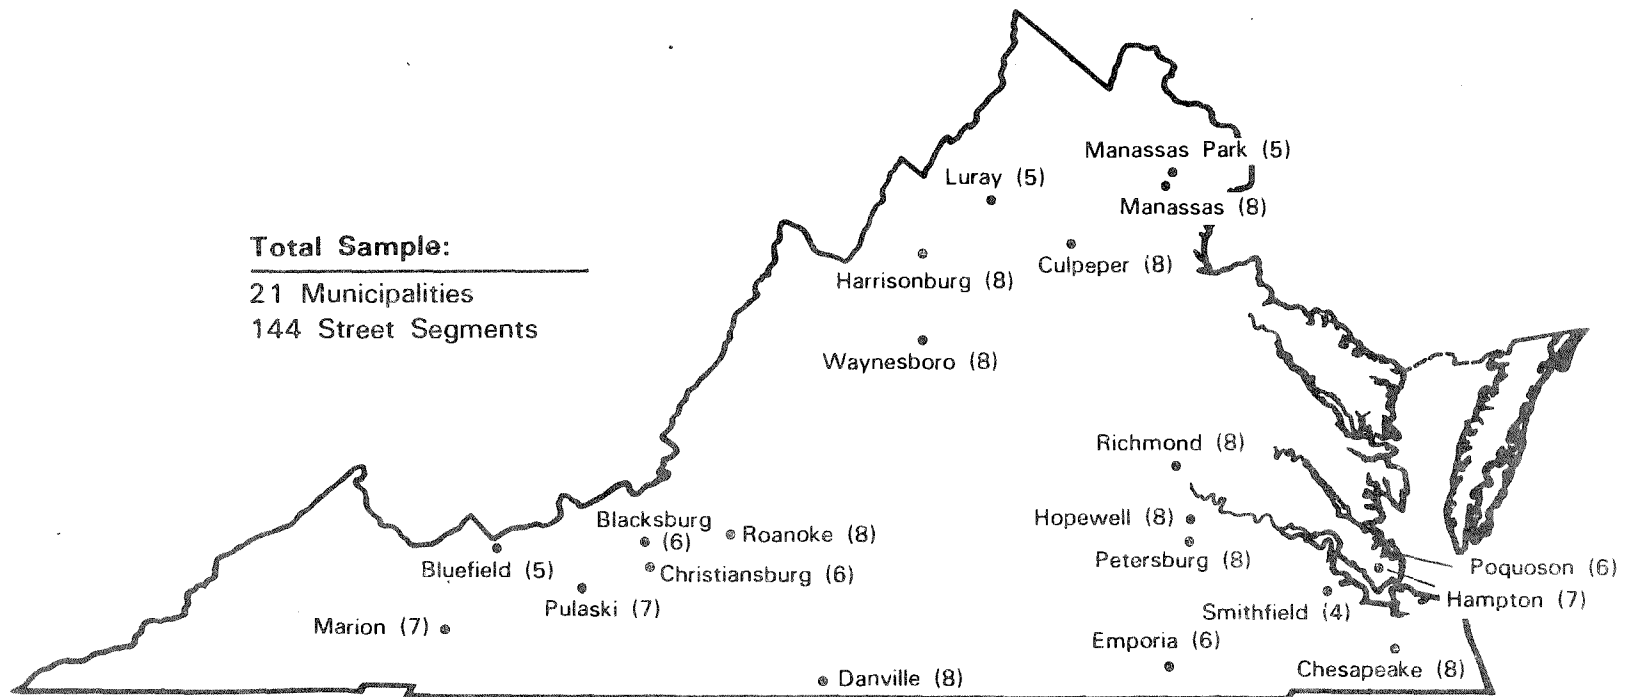 Manassas Park (5)
Luray (5)
Manassas (8)
Total Sample:
21 Municipalities
144 Street Segments
Culpeper (8)
Harrisonburg (8)
Waynesboro (8)
Richmond (8)
Blacksburg
(6)
Roanoke (8)
Hopewell (8)
Petersburg (8)
Bluefield (5)
Christiansburg (6)
Poquoson (6)
Pulaski (7)
Smithfield (4)
Hampton (7)
Marion (7)
Emporia (6)
Chesapeake (8)
Danville (8)